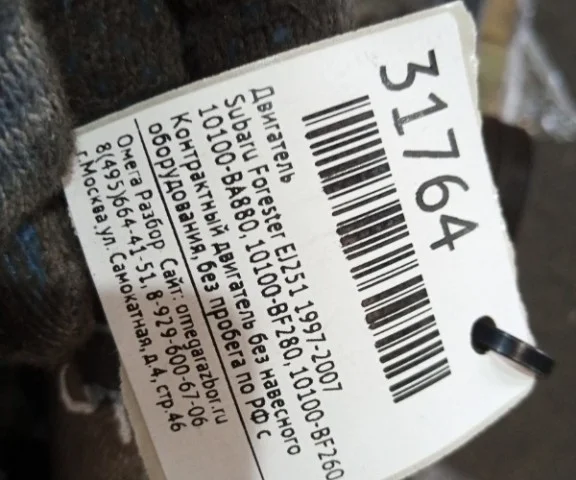 31764
Двигатель
Subaru Forester EJ251 1997-2007
10100-BA880, 10100-BF280, 10100-BF260
Контрактный двигатель без навесного
оборудования, без пробега по РФ с
Омега Разбор Сайт: omegarazbor.ru
8(495)664-41-51, 8-929-600-67-06
г.Москва.ул. Самокатная, д.4, стр.46